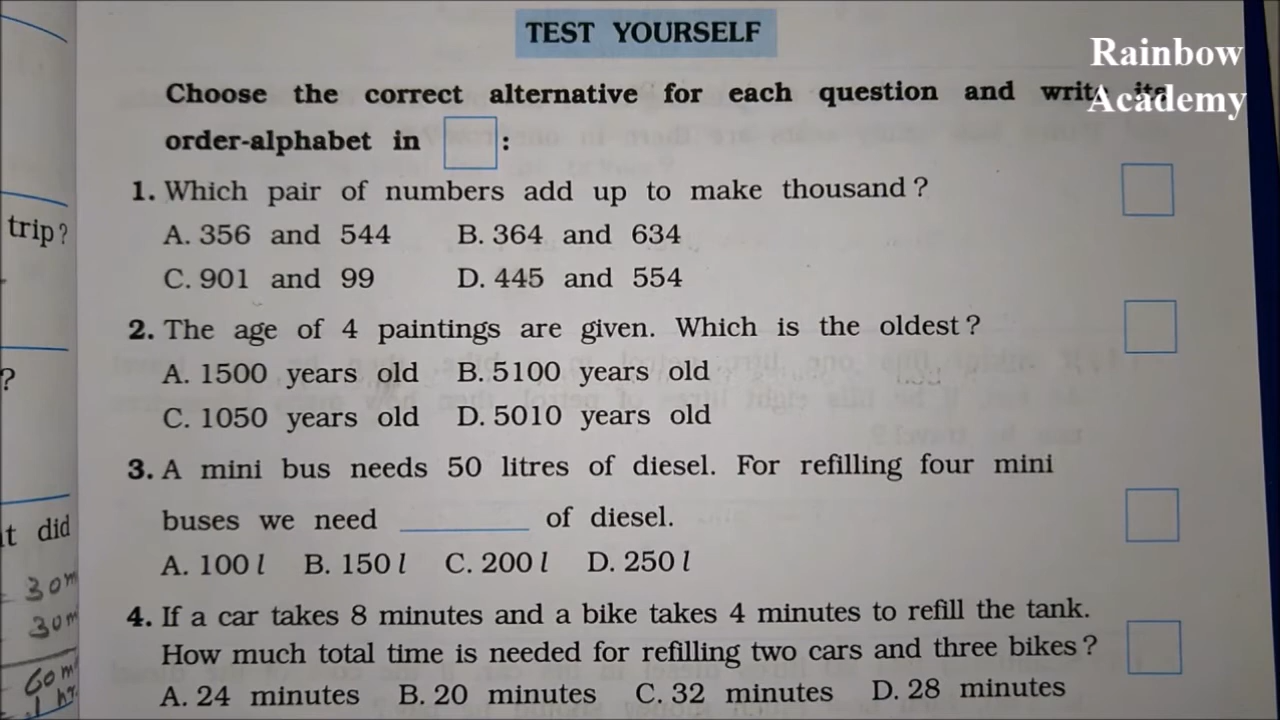 TEST YOURSELF
Rainbow
Academy
Choose the correct alternative for each question and write its
order-alphabet in :
1. Which pair of numbers add up to make thousand ?
A. 356 and 544 B. 364 and 634
C. 901 and 99 D. 445 and 554
2. The age of 4 paintings are given. Which is the oldest ?
A. 1500 years old B. 5100 years old
C. 1050 years old D. 5010 years old
3. A mini bus needs 50 litres of diesel. For refilling four mini
buses we need ________ of diesel.
A. 100 l B. 150 l C. 200 l D. 250 l
4. If a car takes 8 minutes and a bike takes 4 minutes to refill the tank.
How much total time is needed for refilling two cars and three bikes ?
A. 24 minutes B. 20 minutes C. 32 minutes D. 28 minutes
trip?
?
did
30m
30m
60m
hr.